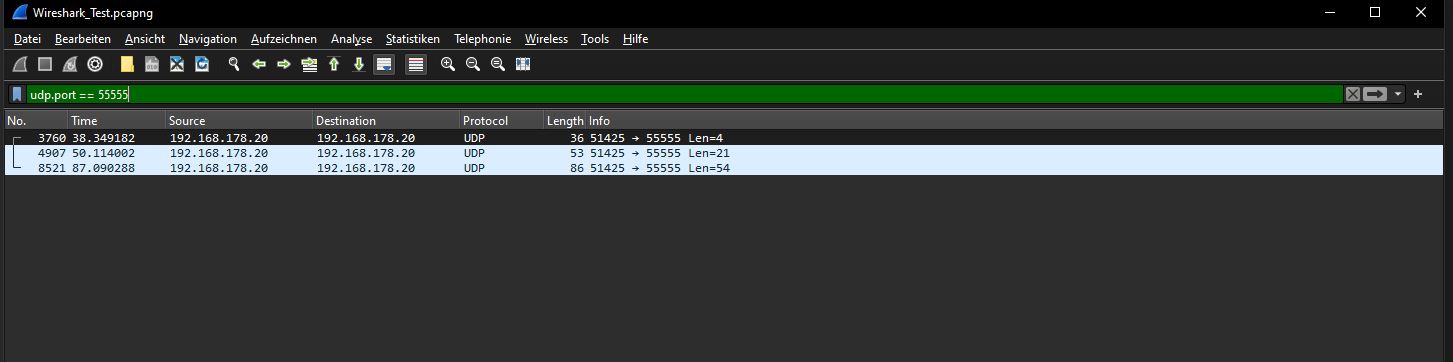 Wireshark_Test.pcapng
Datei Bearbeiten Ansicht Navigation Aufzeichnen Analyse Statistiken Telephonie Wireless Tools Hilfe
udp.port == 55555
No. Time Source Destination Protocol Length Info
3760 38.349182 192.168.178.20 192.168.178.20 UDP 36 51425 → 55555 Len=4
4907 50.114002 192.168.178.20 192.168.178.20 UDP 53 51425 → 55555 Len=21
8521 87.090288 192.168.178.20 192.168.178.20 UDP 86 51425 → 55555 Len=54